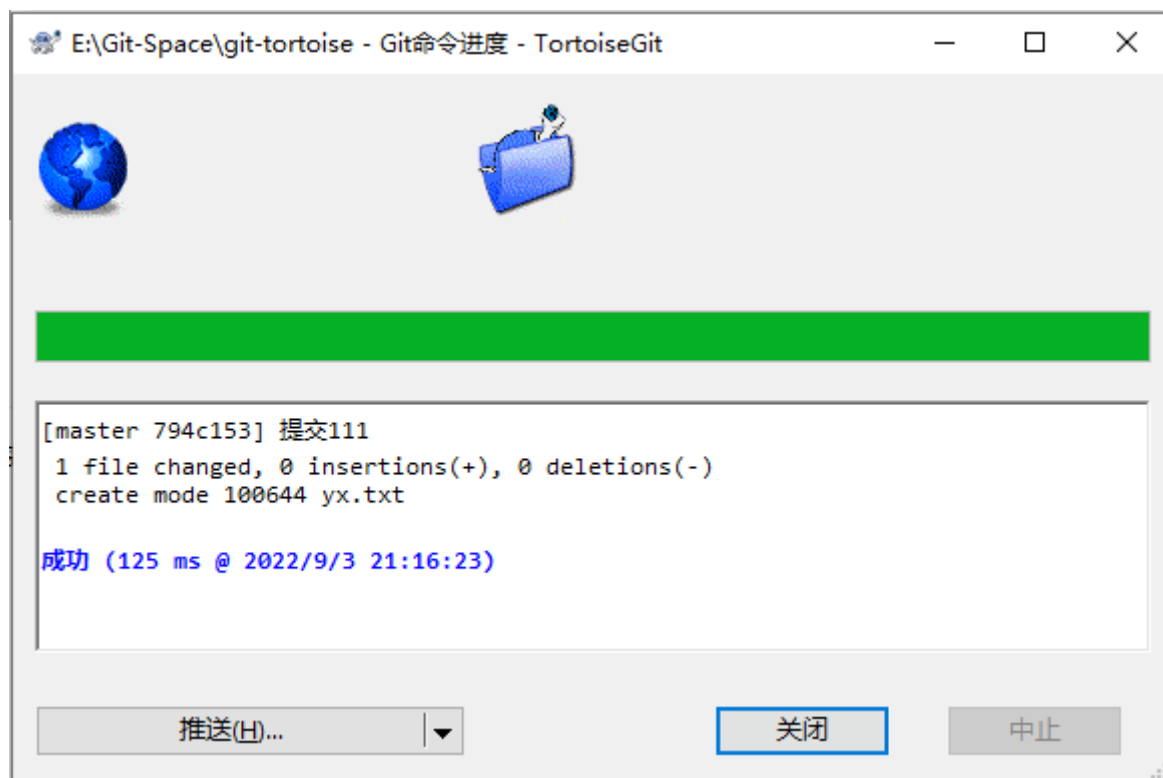 E:\Git-Space\git-tortoise - Git命令进度 - TortoiseGit
[master 794c153] 提交111
1 file changed, 0 insertions(+), 0 deletions(-)
create mode 100644 yx.txt
成功 (125 ms @ 2022/9/3 21:16:23)
推送(H)...
关闭
中止